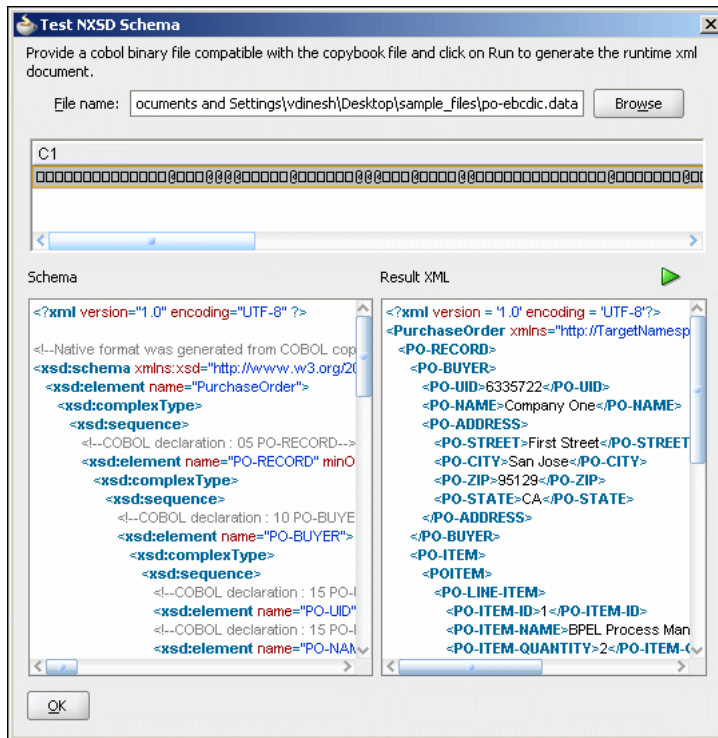 Test NXSD Schema
Provide a cobol binary file compatible with the copybook file and click on Run to generate the runtime xml
document.
File name: ocuments and Settings\vdinesh\Desktop\sample_files\po-ebcdic.data Browse
C1
□□□□□□□□□□□□□□@□□□@@@@□□□□□@□□□□□□@@@□□□@□□□□@@□□□□□□□□□□□□□□□@□□□□□□□@□□
Schema
<?xml version="1.0" encoding="UTF-8" ?>
<!--Native format was generated from COBOL cop
<xsd:schema xmlns:xsd="http://www.w3.org/20
<xsd:element name="PurchaseOrder">
<xsd:complexType>
<xsd:sequence>
<!--COBOL declaration : 05 PO-RECORD-->
<xsd:element name="PO-RECORD" minO
<xsd:complexType>
<xsd:sequence>
<!--COBOL declaration : 10 PO-BUYE
<xsd:element name="PO-BUYER">
<xsd:complexType>
<xsd:sequence>
<!--COBOL declaration : 15 PO-
<xsd:element name="PO-UID"
<!--COBOL declaration : 15 PO-
<xsd:element name="PO-NAM
Result XML
<?xml version = '1.0' encoding = 'UTF-8'?>
<PurchaseOrder xmlns="http://TargetNamesp
<PO-RECORD>
<PO-BUYER>
<PO-UID>6335722</PO-UID>
<PO-NAME>Company One</PO-NAME>
<PO-ADDRESS>
<PO-STREET>First Street</PO-STREET
<PO-CITY>San Jose</PO-CITY>
<PO-ZIP>95129</PO-ZIP>
<PO-STATE>CA</PO-STATE>
</PO-ADDRESS>
</PO-BUYER>
<PO-ITEM>
<POITEM>
<PO-LINE-ITEM>
<PO-ITEM-ID>1</PO-ITEM-ID>
<PO-ITEM-NAME>BPEL Process Man
<PO-ITEM-QUANTITY>2</PO-ITEM-
OK